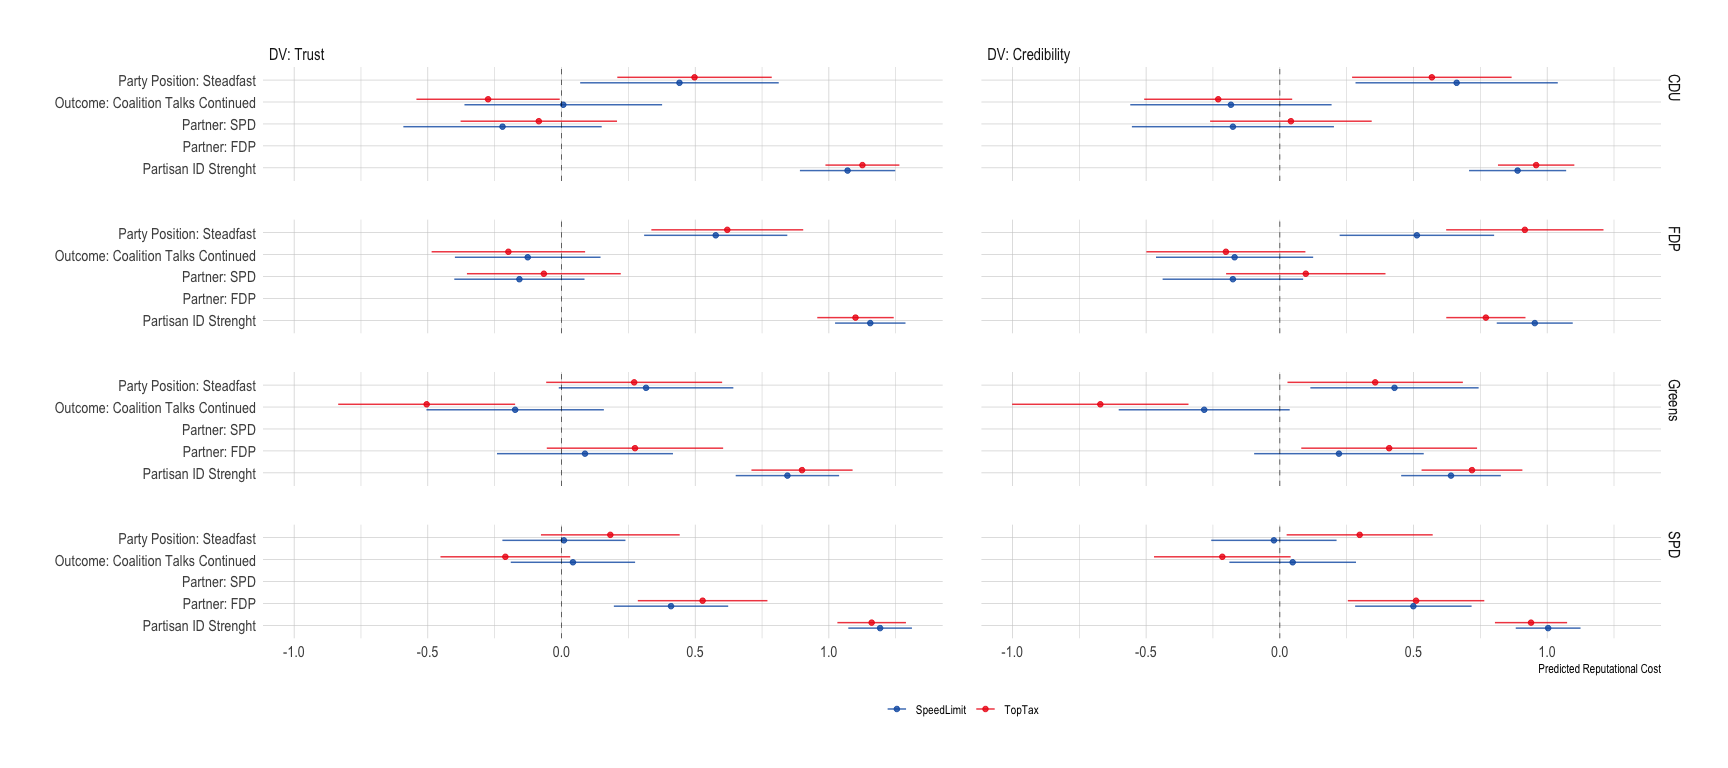 DV: Trust
DV: Credibility
Party Position: Steadfast
Outcome: Coalition Talks Continued
Partner: SPD
Partner: FDP
Partisan ID Strenght
CDU
Party Position: Steadfast
Outcome: Coalition Talks Continued
Partner: SPD
Partner: FDP
Partisan ID Strenght
FDP
Party Position: Steadfast
Outcome: Coalition Talks Continued
Partner: SPD
Partner: FDP
Partisan ID Strenght
Greens
Party Position: Steadfast
Outcome: Coalition Talks Continued
Partner: SPD
Partner: FDP
Partisan ID Strenght
SPD
-1.0 -0.5 0.0 0.5 1.0
-1.0 -0.5 0.0 0.5 1.0
Predicted Reputational Cost
SpeedLimit TopTax